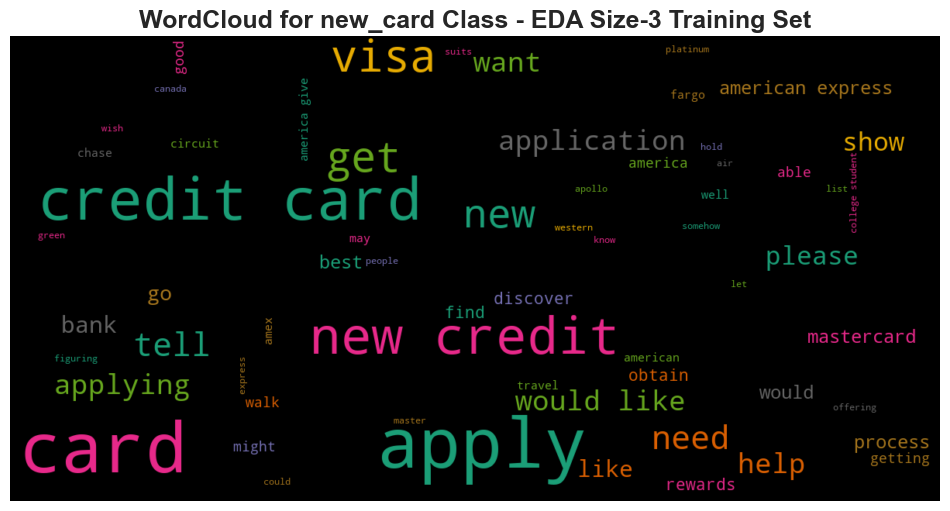 WordCloud for new_card Class - EDA Size-3 Training Set
good
visa
suits
want
platinum
canada
america give
fargo
american express
wish
chase
circuit
get
application
america
hold
air
show
able
college student
credit card
new
apollo
well
list
green
may
western
know
somehow
please
best
people
let
go
discover
bank
tell
amex
find
new credit
mastercard
figuring
american
applying
express
travel
obtain
would like
would
walk
offering
card
might
master
apply
need
process
getting
like
help
could
rewards